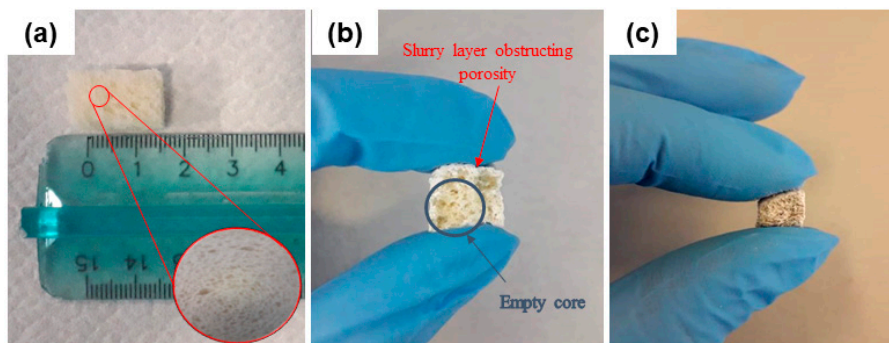 (a)
(b)
(c)
Slurry layer obstructing
porosity
Empty core
0 1 2 3 4
15 14